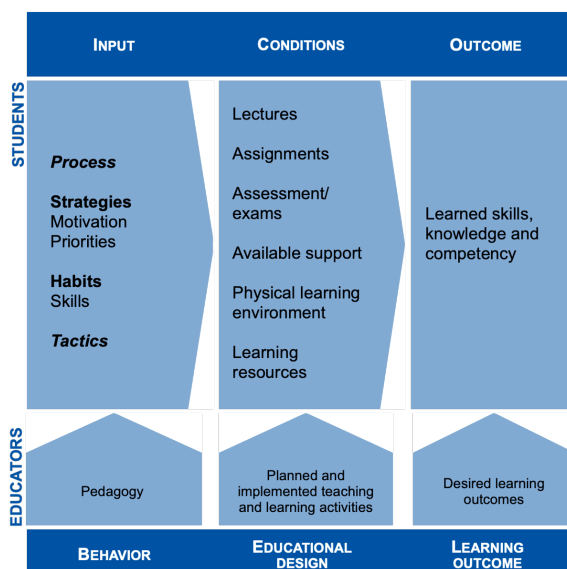 INPUT
CONDITIONS
OUTCOME
STUDENTS
Process
Strategies
Motivation
Priorities
Habits
Skills
Tactics
Lectures
Assignments
Assessment/
exams
Available support
Physical learning
environment
Learning
resources
Learned skills,
knowledge and
competency
EDUCATORS
Pedagogy
Planned and
implemented teaching
and learning activities
Desired learning
outcomes
BEHAVIOR
EDUCATIONAL
DESIGN
LEARNING
OUTCOME